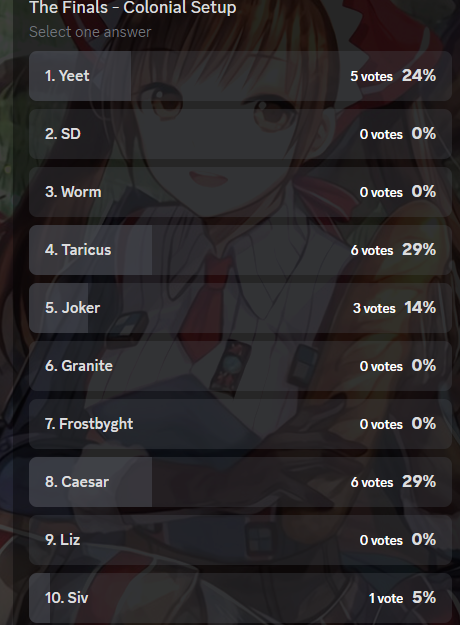 The Finals - Colonial Setup
Select one answer
1. Yeet 5 votes 24%
2. SD 0 votes 0%
3. Worm 0 votes 0%
4. Taricus 6 votes 29%
5. Joker 3 votes 14%
6. Granite 0 votes 0%
7. Frostbyght 0 votes 0%
8. Caesar 6 votes 29%
9. Liz 0 votes 0%
10. Siv 1 vote 5%